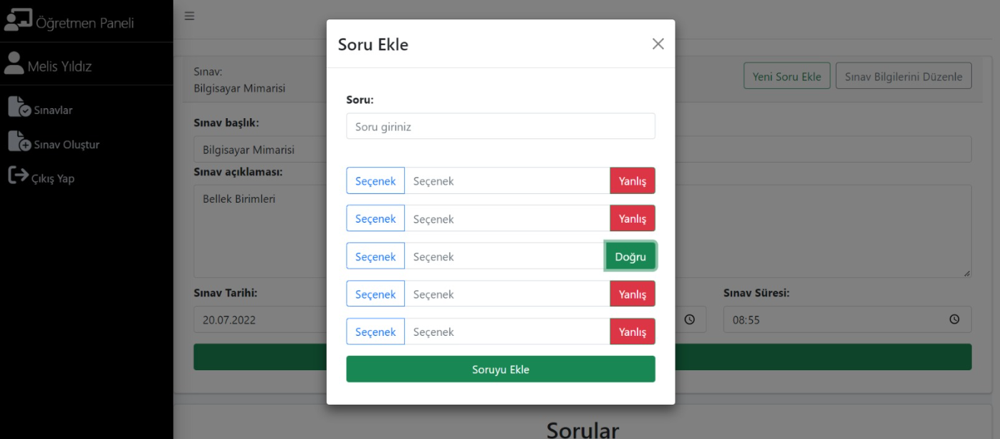 Öğretmen Paneli
Melis Yıldız
Sınavlar
Sınav Oluştur
Çıkış Yap
Sınav:
Bilgisayar Mimarisi
Yeni Soru Ekle
Sınav Bilgilerini Düzenle
Sınav başlık:
Bilgisayar Mimarisi
Sınav açıklaması:
Bellek Birimleri
Sınav Tarihi:
20.07.2022
Sınav Süresi:
08:55
Soru Ekle
Soru:
Soru giriniz
Seçenek Seçenek Yanlış
Seçenek Seçenek Yanlış
Seçenek Seçenek Doğru
Seçenek Seçenek Yanlış
Seçenek Seçenek Yanlış
Soruyu Ekle
Sorular